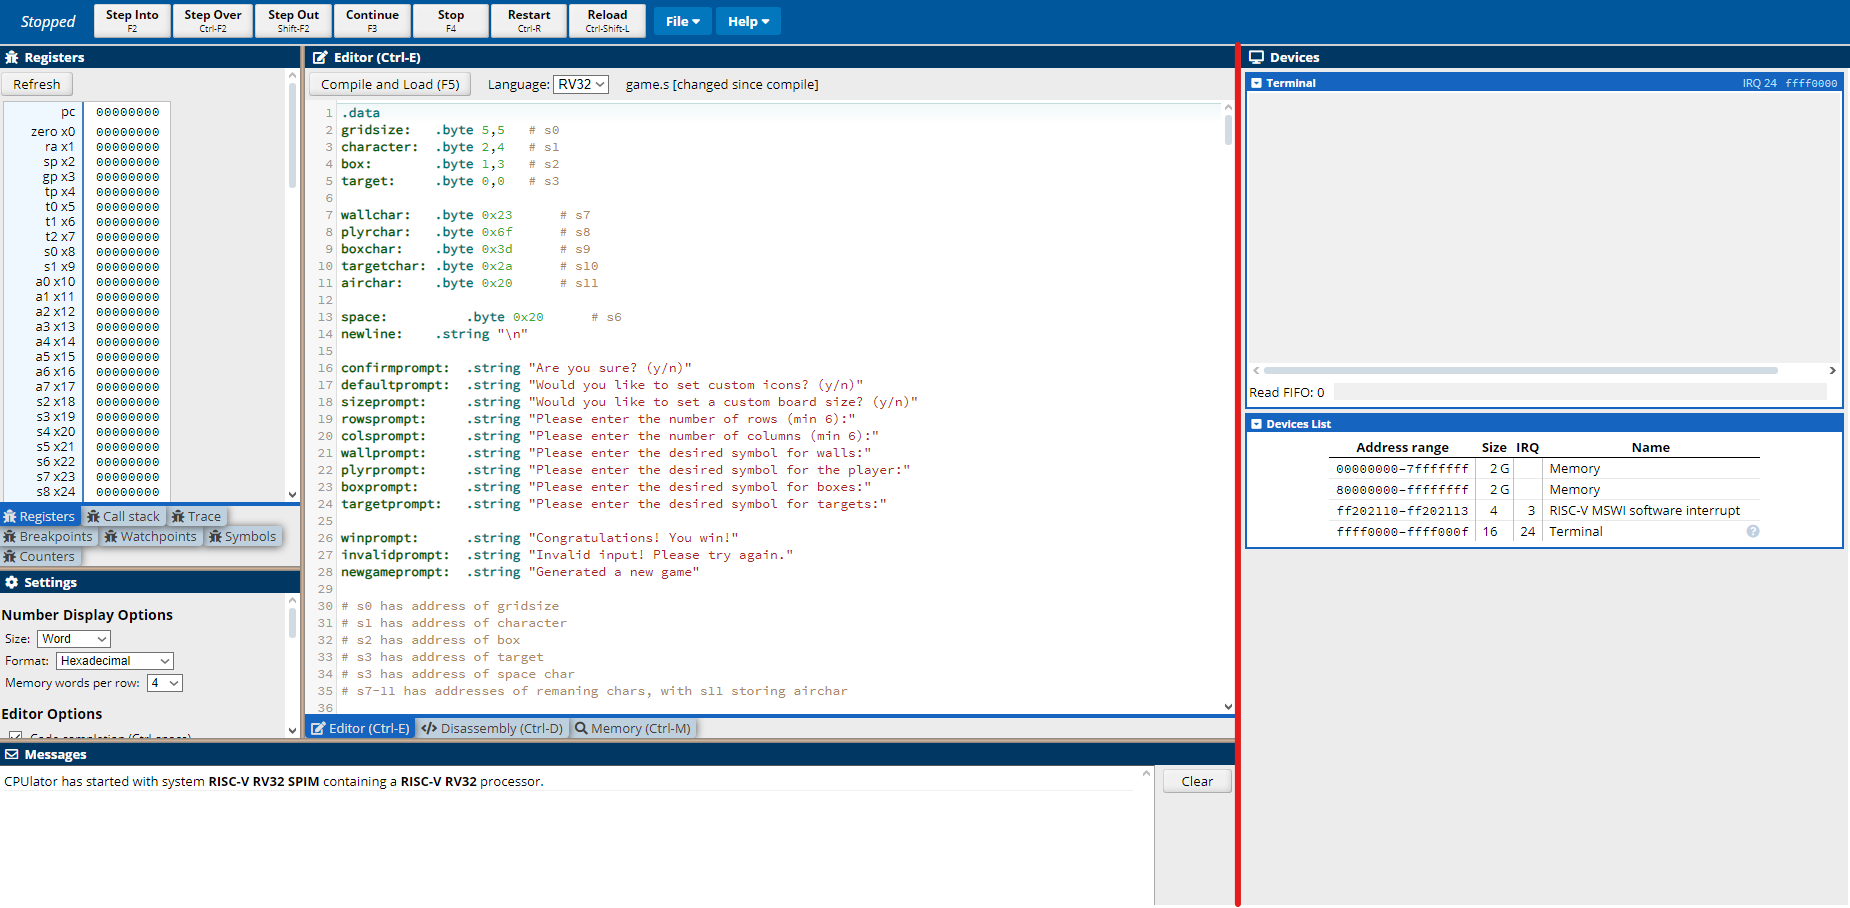 Stopped
Step Into
F2
Step Over
Ctrl-F2
Step Out
Shift-F2
Continue
F3
Stop
F4
Restart
Ctrl-R
Reload
Ctrl-Shift-L
File
Help
Registers
Refresh
pc 00000000
zero x0 00000000
ra x1 00000000
sp x2 00000000
gp x3 00000000
tp x4 00000000
t0 x5 00000000
t1 x6 00000000
t2 x7 00000000
s0 x8 00000000
s1 x9 00000000
a0 x10 00000000
a1 x11 00000000
a2 x12 00000000
a3 x13 00000000
a4 x14 00000000
a5 x15 00000000
a6 x16 00000000
a7 x17 00000000
s2 x18 00000000
s3 x19 00000000
s4 x20 00000000
s5 x21 00000000
s6 x22 00000000
s7 x23 00000000
s8 x24 00000000
Registers Call stack Trace
Breakpoints Watchpoints Symbols
Counters
Settings
Number Display Options
Size: Word
Format: Hexadecimal
Memory words per row: 4
Editor Options
Code completion (Ctrl-space)
Editor (Ctrl-E)
Compile and Load (F5) Language: RV32 game.s [changed since compile]
1 .data
2 gridsize: .byte 5,5 # s0
3 character: .byte 2,4 # s1
4 box: .byte 1,3 # s2
5 target: .byte 0,0 # s3
6
7 wallchar: .byte 0x23 # s7
8 plyrchar: .byte 0x6f # s8
9 boxchar: .byte 0x3d # s9
10 targetchar: .byte 0x2a # s10
11 airchar: .byte 0x20 # s11
12
13 space: .byte 0x20 # s6
14 newline: .string "\n"
15
16 confirmprompt: .string "Are you sure? (y/n)"
17 defaultprompt: .string "Would you like to set custom icons? (y/n)"
18 sizeprompt: .string "Would you like to set a custom board size? (y/n)"
19 rowsprompt: .string "Please enter the number of rows (min 6):"
20 colsprompt: .string "Please enter the number of columns (min 6):"
21 wallprompt: .string "Please enter the desired symbol for walls:"
22 plyrprompt: .string "Please enter the desired symbol for the player:"
23 boxprompt: .string "Please enter the desired symbol for boxes:"
24 targetprompt: .string "Please enter the desired symbol for targets:"
25
26 winprompt: .string "Congratulations! You win!"
27 invalidprompt: .string "Invalid input! Please try again."
28 newgameprompt: .string "Generated a new game"
29
30 # s0 has address of gridsize
31 # s1 has address of character
32 # s2 has address of box
33 # s3 has address of target
34 # s3 has address of space char
35 # s7-11 has addresses of remaning chars, with s11 storing airchar
36
Editor (Ctrl-E) Disassembly (Ctrl-D) Memory (Ctrl-M)
Messages
CPUlator has started with system RISC-V RV32 SPIM containing a RISC-V RV32 processor.
Clear
Devices
Terminal IRQ 24 ffff0000
Read FIFO: 0
Devices List
Address range Size IRQ Name
00000000-7fffffff 2 G Memory
80000000-ffffffff 2 G Memory
ff202110-ff202113 4 3 RISC-V MSWI software interrupt
ffff0000-ffff000f 16 24 Terminal ?